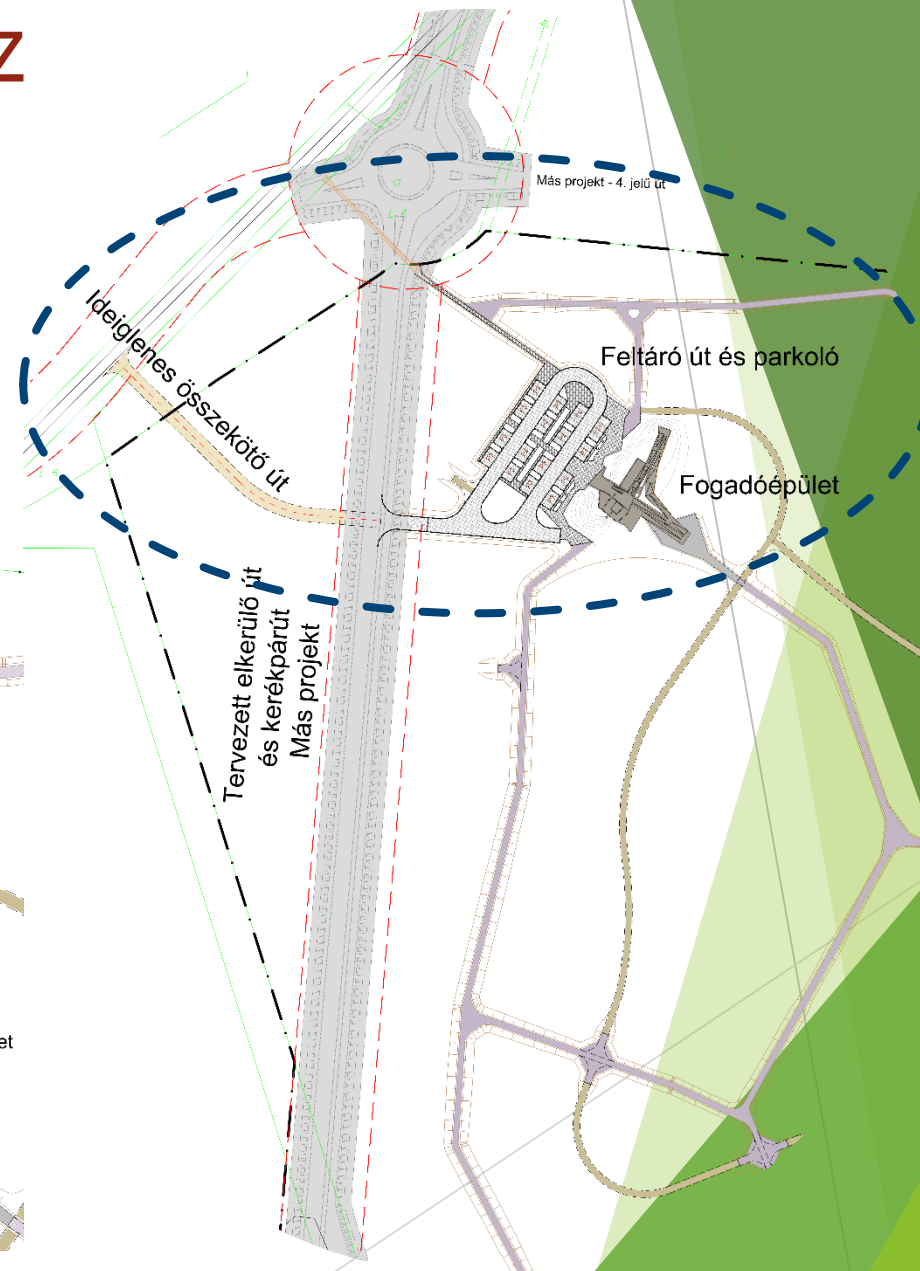 z
Más projekt - 4. jelű út
Ideiglenes összekötő út
Feltáró út és parkoló
Fogadóépület
Tervezett elkerülő út
és kerékpárút
Más projekt
et